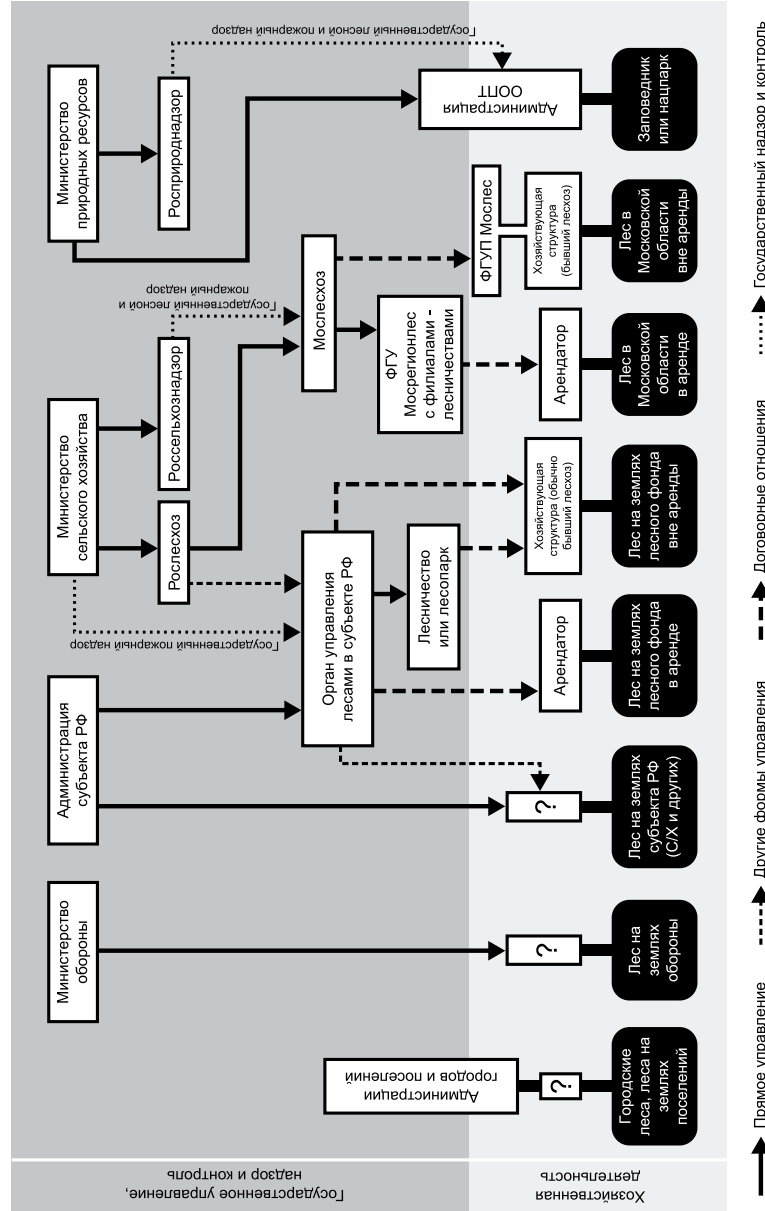 Государственное управление,
надзор и контроль
Хозяйственная
деятельность
Администрации
городов и поселений
?
Городские
леса, леса на
землях
поселений
Министерство
обороны
?
Лес на
землях
обороны
Администрация
субъекта РФ
?
Лес на землях
субъекта РФ
(С/Х и других)
Министерство
сельского хозяйства
Государственный пожарный надзор
Рослесхоз
Россельхознадзор
Государственный лесной и
пожарный надзор
Орган управления
лесами в субъекте РФ
Лесничество
или лесопарк
Арендатор
Лес на землях
лесного фонда
в аренде
Хозяйствующая
структура (обычно
бывший лесхоз)
Лес на землях
лесного фонда
вне аренды
Мослесхоз
ФГУ
Мосрегионлес
с филиалами -
лесничествами
Арендатор
Лес в
Московской
области
в аренде
ФГУП Мослес
Хозяйствующая
структура
(бывший лесхоз)
Лес в
Московской
области
вне аренды
Министерство
природных ресурсов
Росприроднадзор
Государственный пожарный и лесной надзор
Администрация
ООПТ
Заповедник
или нацпарк
Прямое управление
Другие формы управления
Договорные отношения
Государственный надзор и контроль